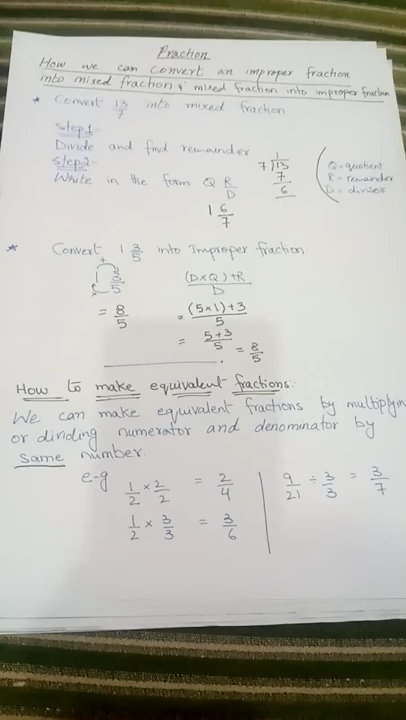 Fraction
How we can convert an improper fraction
into mixed fraction & mixed fraction into improper fraction
* Convert 13/7 into mixed fraction
Step1
Divide and find remainder
Step2
Write in the form Q R/D
1 6/7
1
7 13
7
6
Q=quotient
R=remainder
D=divisor
* Convert 1 3/5 into Improper fraction.
1 3/5
= 8/5
(D×Q)+R/D
= (5×1)+3/5
= 5+3/5 = 8/5
How to make equivalent fractions.
We can make equivalent fractions by multiplyin
or dividing numerator and denominator by
same number.
e-g
1/2 × 2/2 = 2/4
1/2 × 3/3 = 3/6
9/21 ÷ 3/3 = 3/7